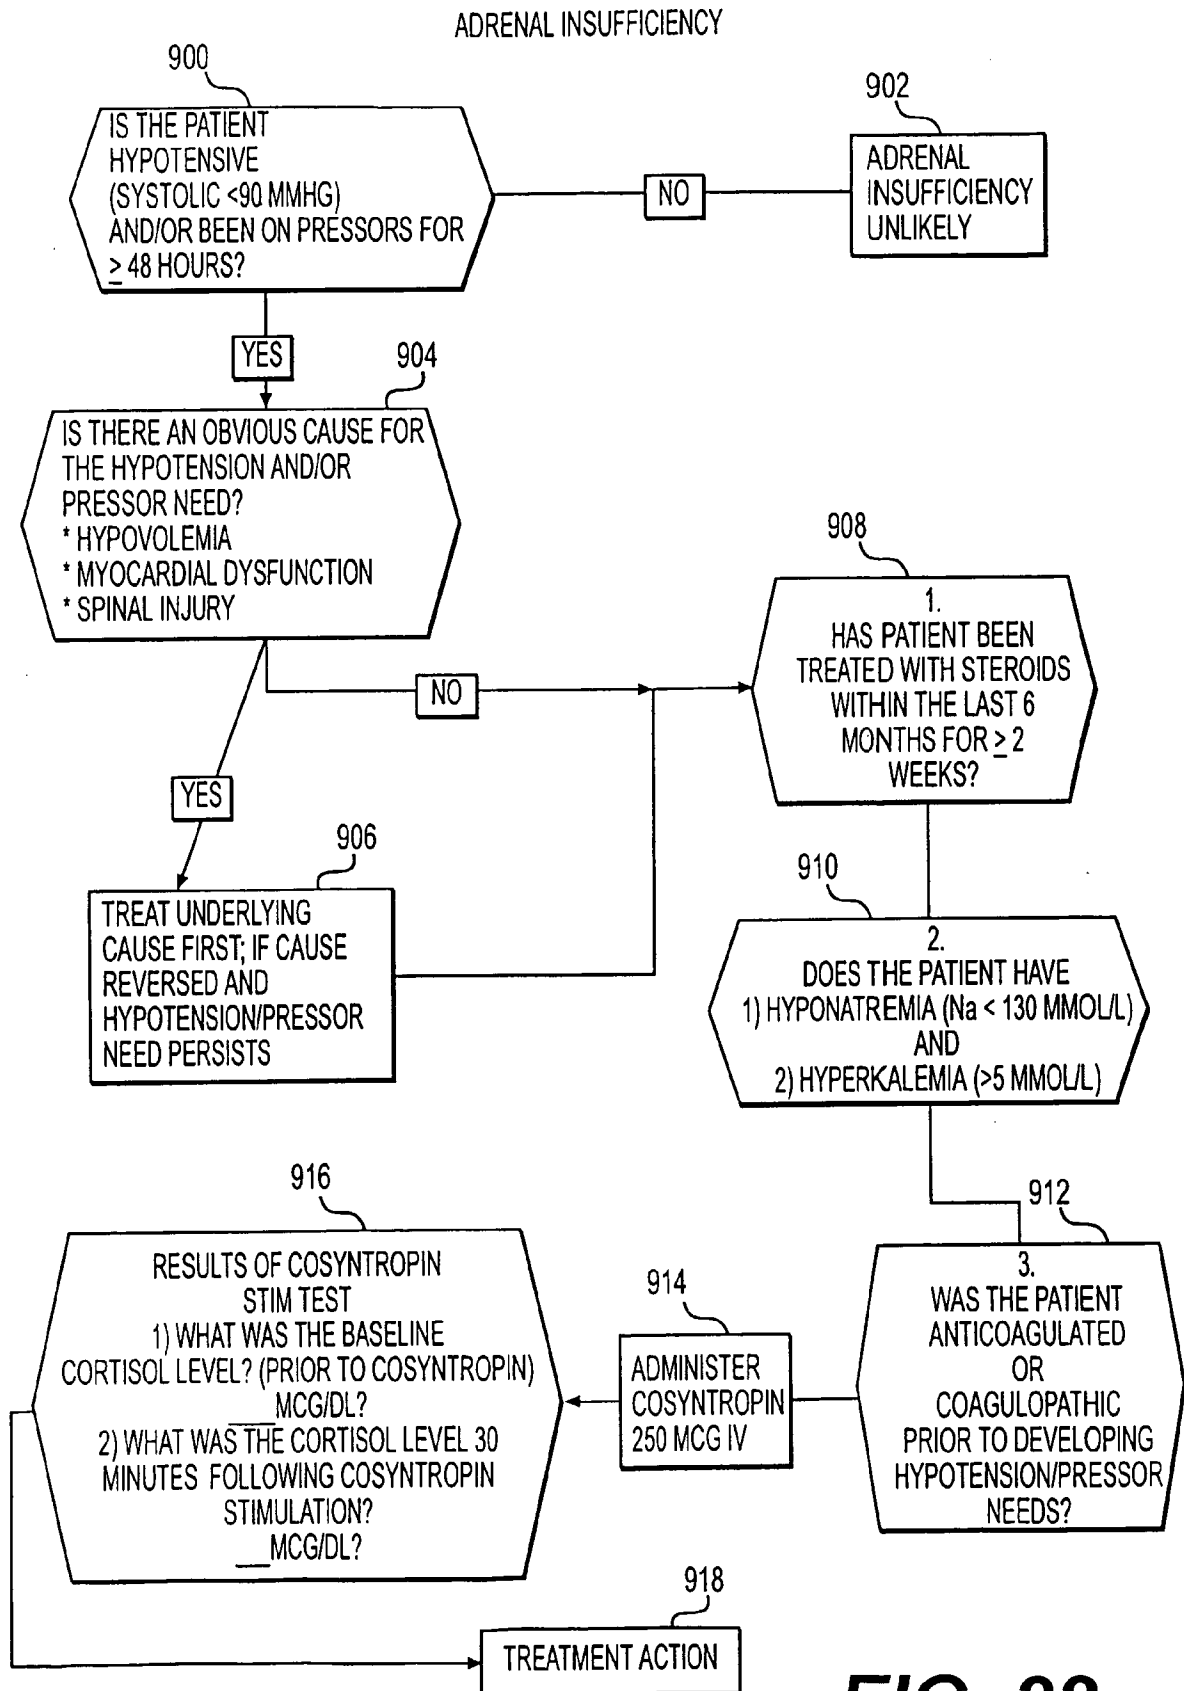 ADRENAL INSUFFICIENCY
900
IS THE PATIENT
HYPOTENSIVE
(SYSTOLIC <90 MMHG)
AND/OR BEEN ON PRESSORS FOR
≥ 48 HOURS?
NO
902
ADRENAL
INSUFFICIENCY
UNLIKELY
YES
904
IS THERE AN OBVIOUS CAUSE FOR
THE HYPOTENSION AND/OR
PRESSOR NEED?
* HYPOVOLEMIA
* MYOCARDIAL DYSFUNCTION
* SPINAL INJURY
NO
YES
906
TREAT UNDERLYING
CAUSE FIRST; IF CAUSE
REVERSED AND
HYPOTENSION/PRESSOR
NEED PERSISTS
908
1.
HAS PATIENT BEEN
TREATED WITH STEROIDS
WITHIN THE LAST 6
MONTHS FOR ≥ 2
WEEKS?
910
2.
DOES THE PATIENT HAVE
1) HYPONATREMIA (Na < 130 MMOL/L)
AND
2) HYPERKALEMIA (>5 MMOL/L)
912
3.
WAS THE PATIENT
ANTICOAGULATED
OR
COAGULOPATHIC
PRIOR TO DEVELOPING
HYPOTENSION/PRESSOR
NEEDS?
914
ADMINISTER
COSYNTROPIN
250 MCG IV
916
RESULTS OF COSYNTROPIN
STIM TEST
1) WHAT WAS THE BASELINE
CORTISOL LEVEL? (PRIOR TO COSYNTROPIN)
___MCG/DL?
2) WHAT WAS THE CORTISOL LEVEL 30
MINUTES FOLLOWING COSYNTROPIN
STIMULATION?
___MCG/DL?
918
TREATMENT ACTION